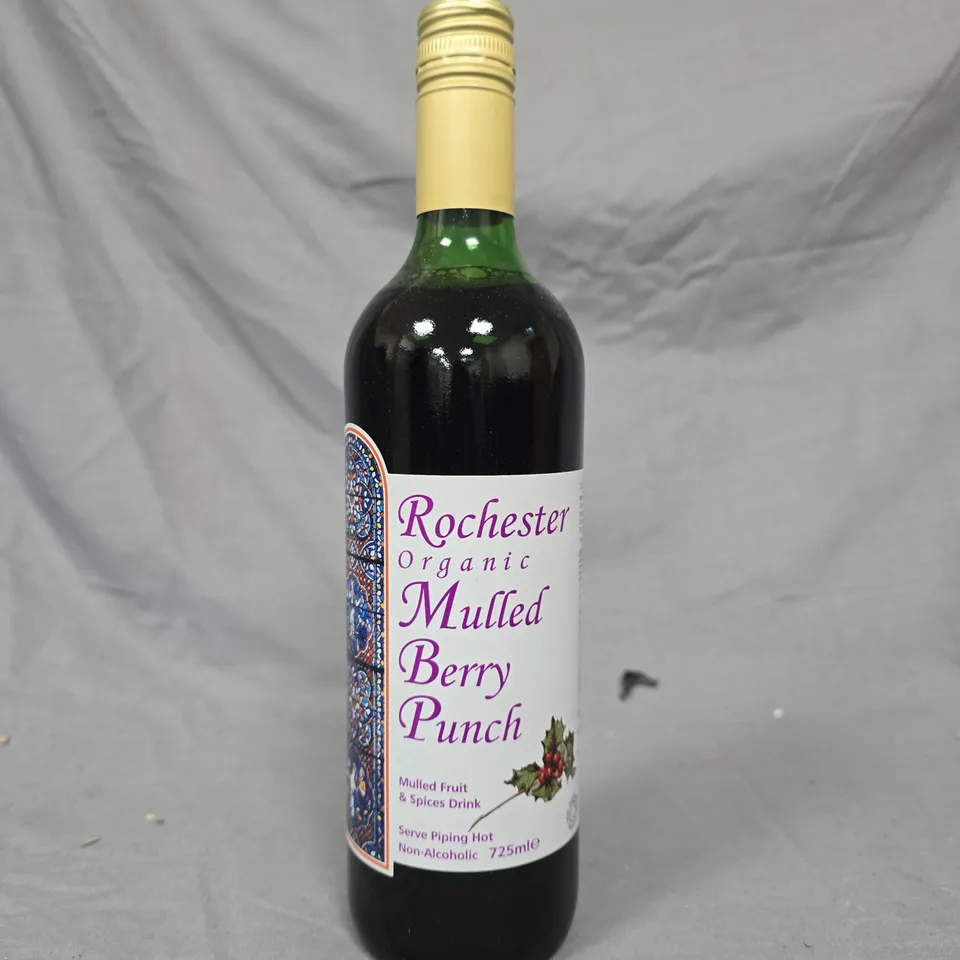 Rochester
Organic
Mulled
Berry
Punch
Mulled Fruit
& Spices Drink
Serve Piping Hot
Non-Alcoholic 725ml℮